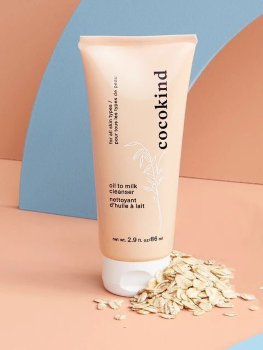 cocokind
for all skin types /
pour tous les types de peau
oil to milk
cleanser
nettoyant
d'huile à lait
net wt. 2.9 fl. oz/86 ml